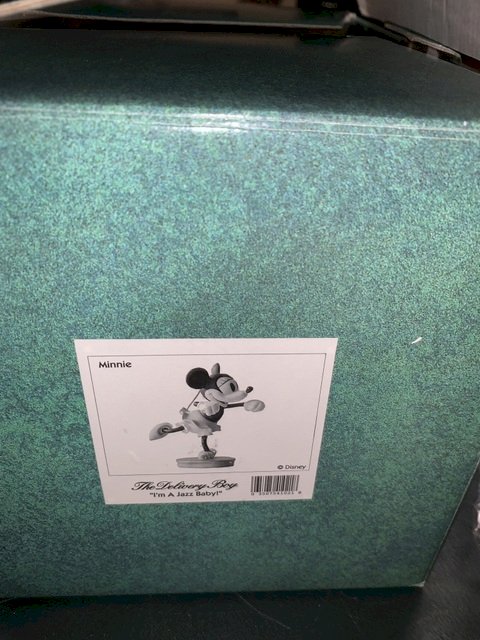 Minnie
© Disney
The Delivery Boy
"I'm A Jazz Baby!"